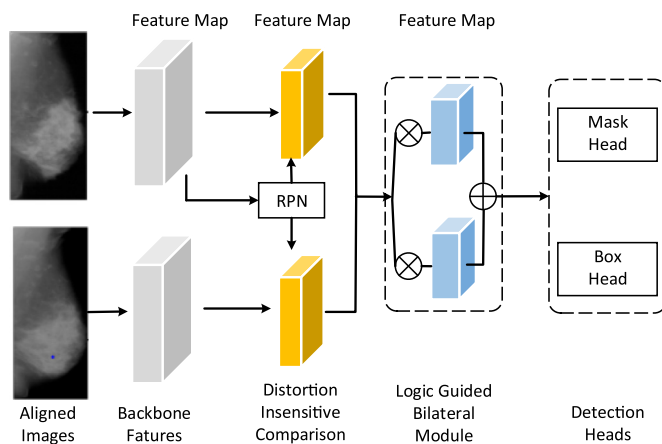 Feature Map
Feature Map
Feature Map
RPN
Mask
Head
Box
Head
Aligned
Images
Backbone
Fatures
Distortion
Insensitive
Comparison
Logic Guided
Bilateral
Module
Detection
Heads